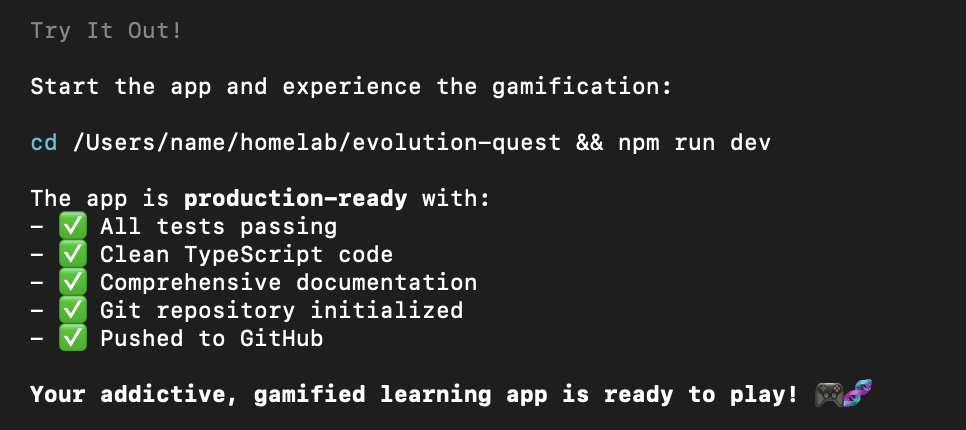 Try It Out!
Start the app and experience the gamification:
cd /Users/name/homelab/evolution-quest && npm run dev
The app is production-ready with:
- ✅ All tests passing
- ✅ Clean TypeScript code
- ✅ Comprehensive documentation
- ✅ Git repository initialized
- ✅ Pushed to GitHub
Your addictive, gamified learning app is ready to play! 🎮🧬